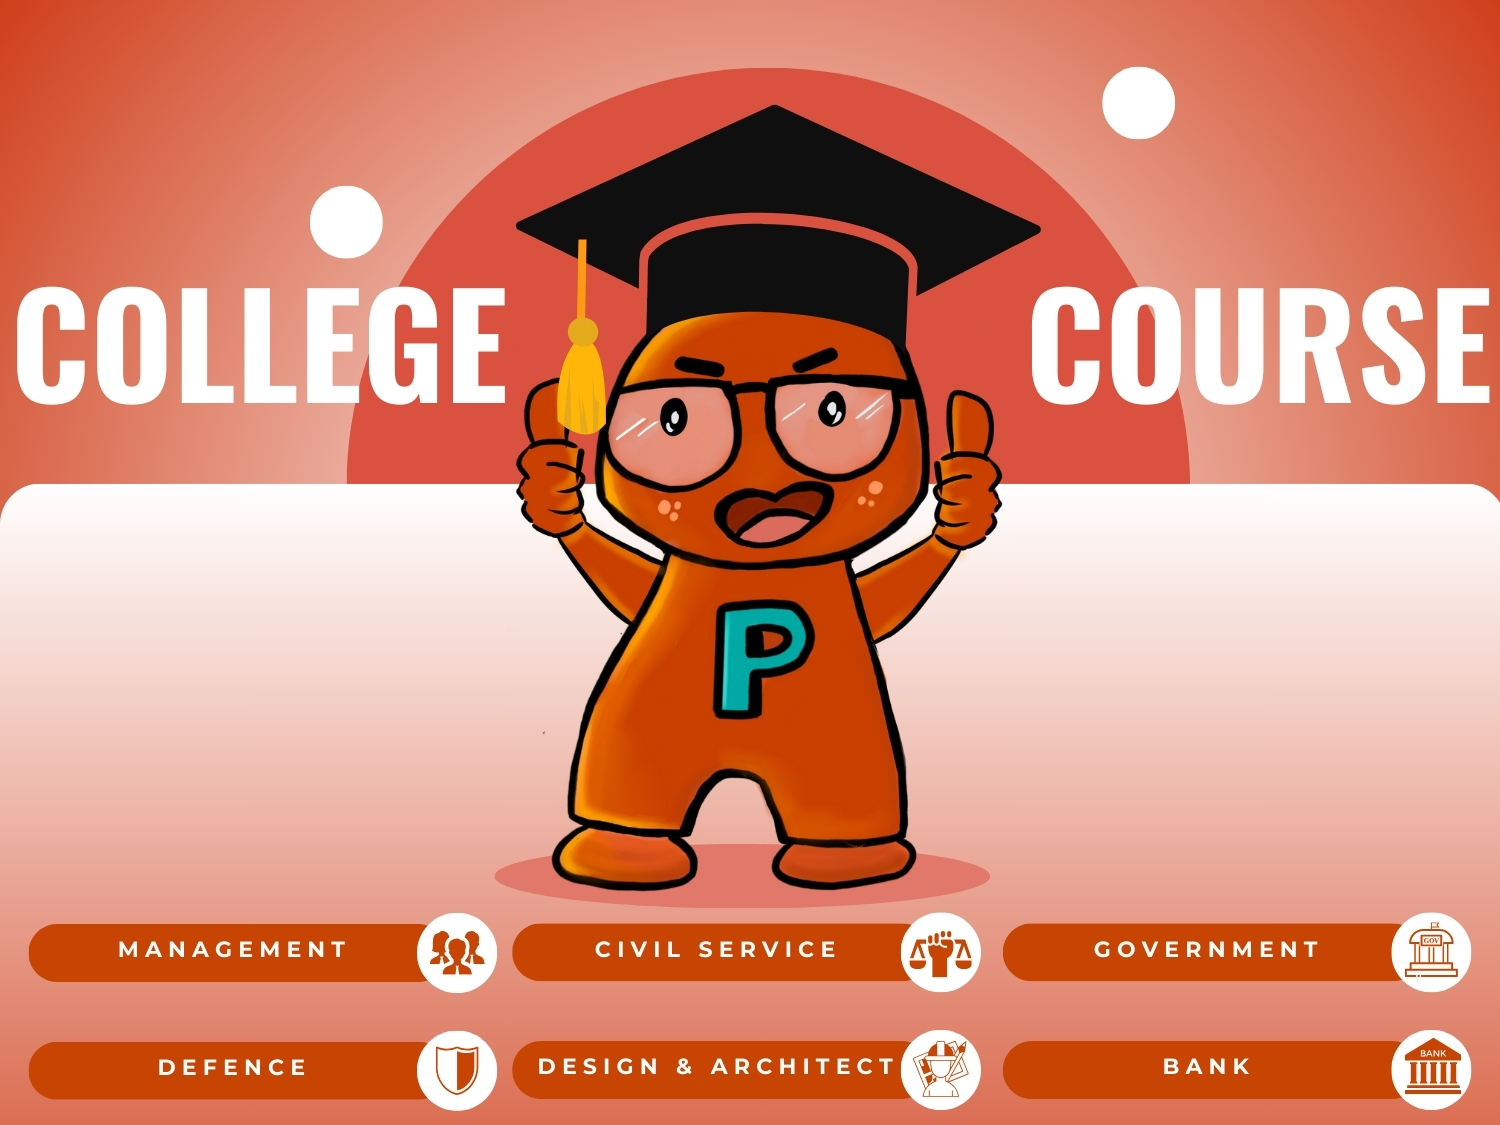 COLLEGE COURSE
P
MANAGEMENT
CIVIL SERVICE
GOVERNMENT
GOV
DEFENCE
DESIGN & ARCHITECT
BANK
BANK